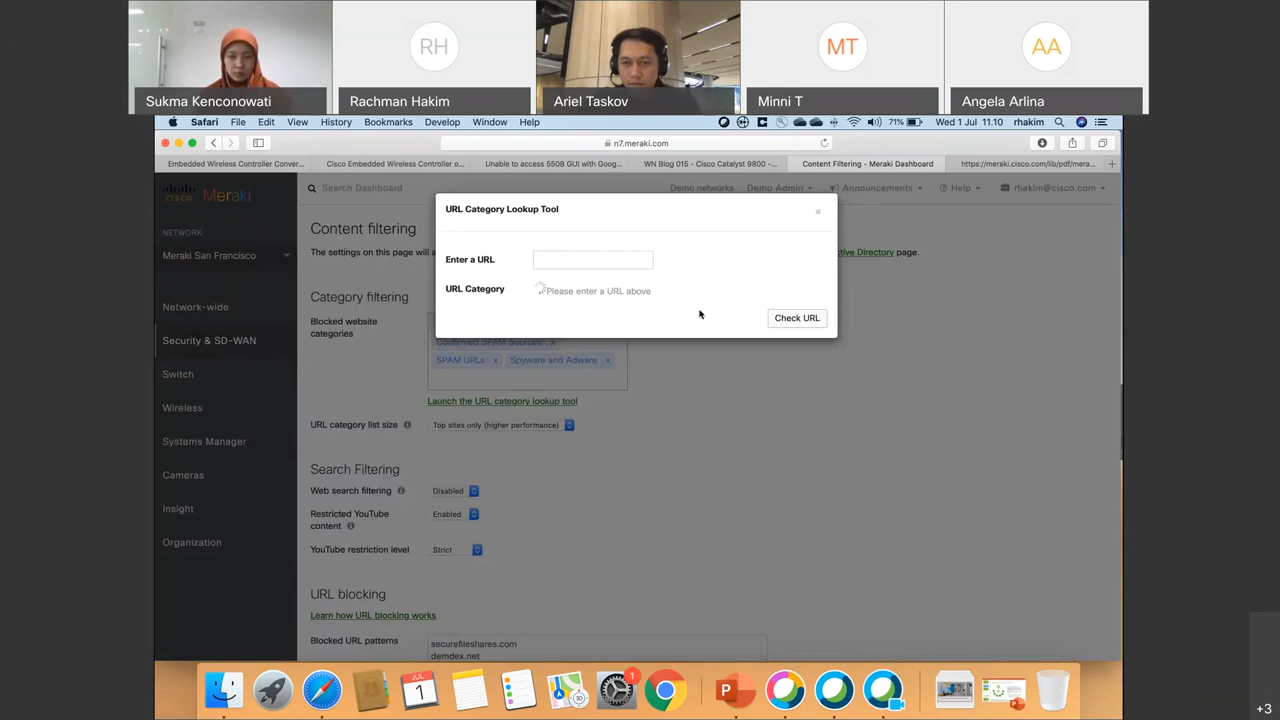 RH
MT
AA
Sukma Kenconowati
Rachman Hakim
Ariel Taskov
Minni T
Angela Arlina
Safari File Edit View History Bookmarks Develop Window Help
71% Wed 1 Jul 11.10 rhakim
n7.meraki.com
Embedded Wireless Controller Conver...
Cisco Embedded Wireless Controller o...
Unable to access 5508 GUI with Goog...
WN Blog 015 - Cisco Catalyst 9800 -...
Content Filtering - Meraki Dashboard
https://meraki.cisco.com/lib/pdf/mera...
CISCO Meraki
Search Dashboard
Demo networks
Demo Admin
Announcements
Help
rhakim@cisco.com
NETWORK
Meraki San Francisco
Network-wide
Security & SD-WAN
Switch
Wireless
Systems Manager
Cameras
Insight
Organization
URL Category Lookup Tool
×
Enter a URL
URL Category
Please enter a URL above
Check URL
Content filtering
The settings on this page will a
ctive Directory page.
Category filtering
Blocked website
categories
Confirmed SPAM Sources x
SPAM URLs x Spyware and Adware x
Launch the URL category lookup tool
URL category list size i Top sites only (higher performance)
Search Filtering
Web search filtering i Disabled
Restricted YouTube
content i
Enabled
YouTube restriction level Strict
URL blocking
Learn how URL blocking works
Blocked URL patterns
securefileshares.com
demdex.net
JUL
1
3D
1
+3